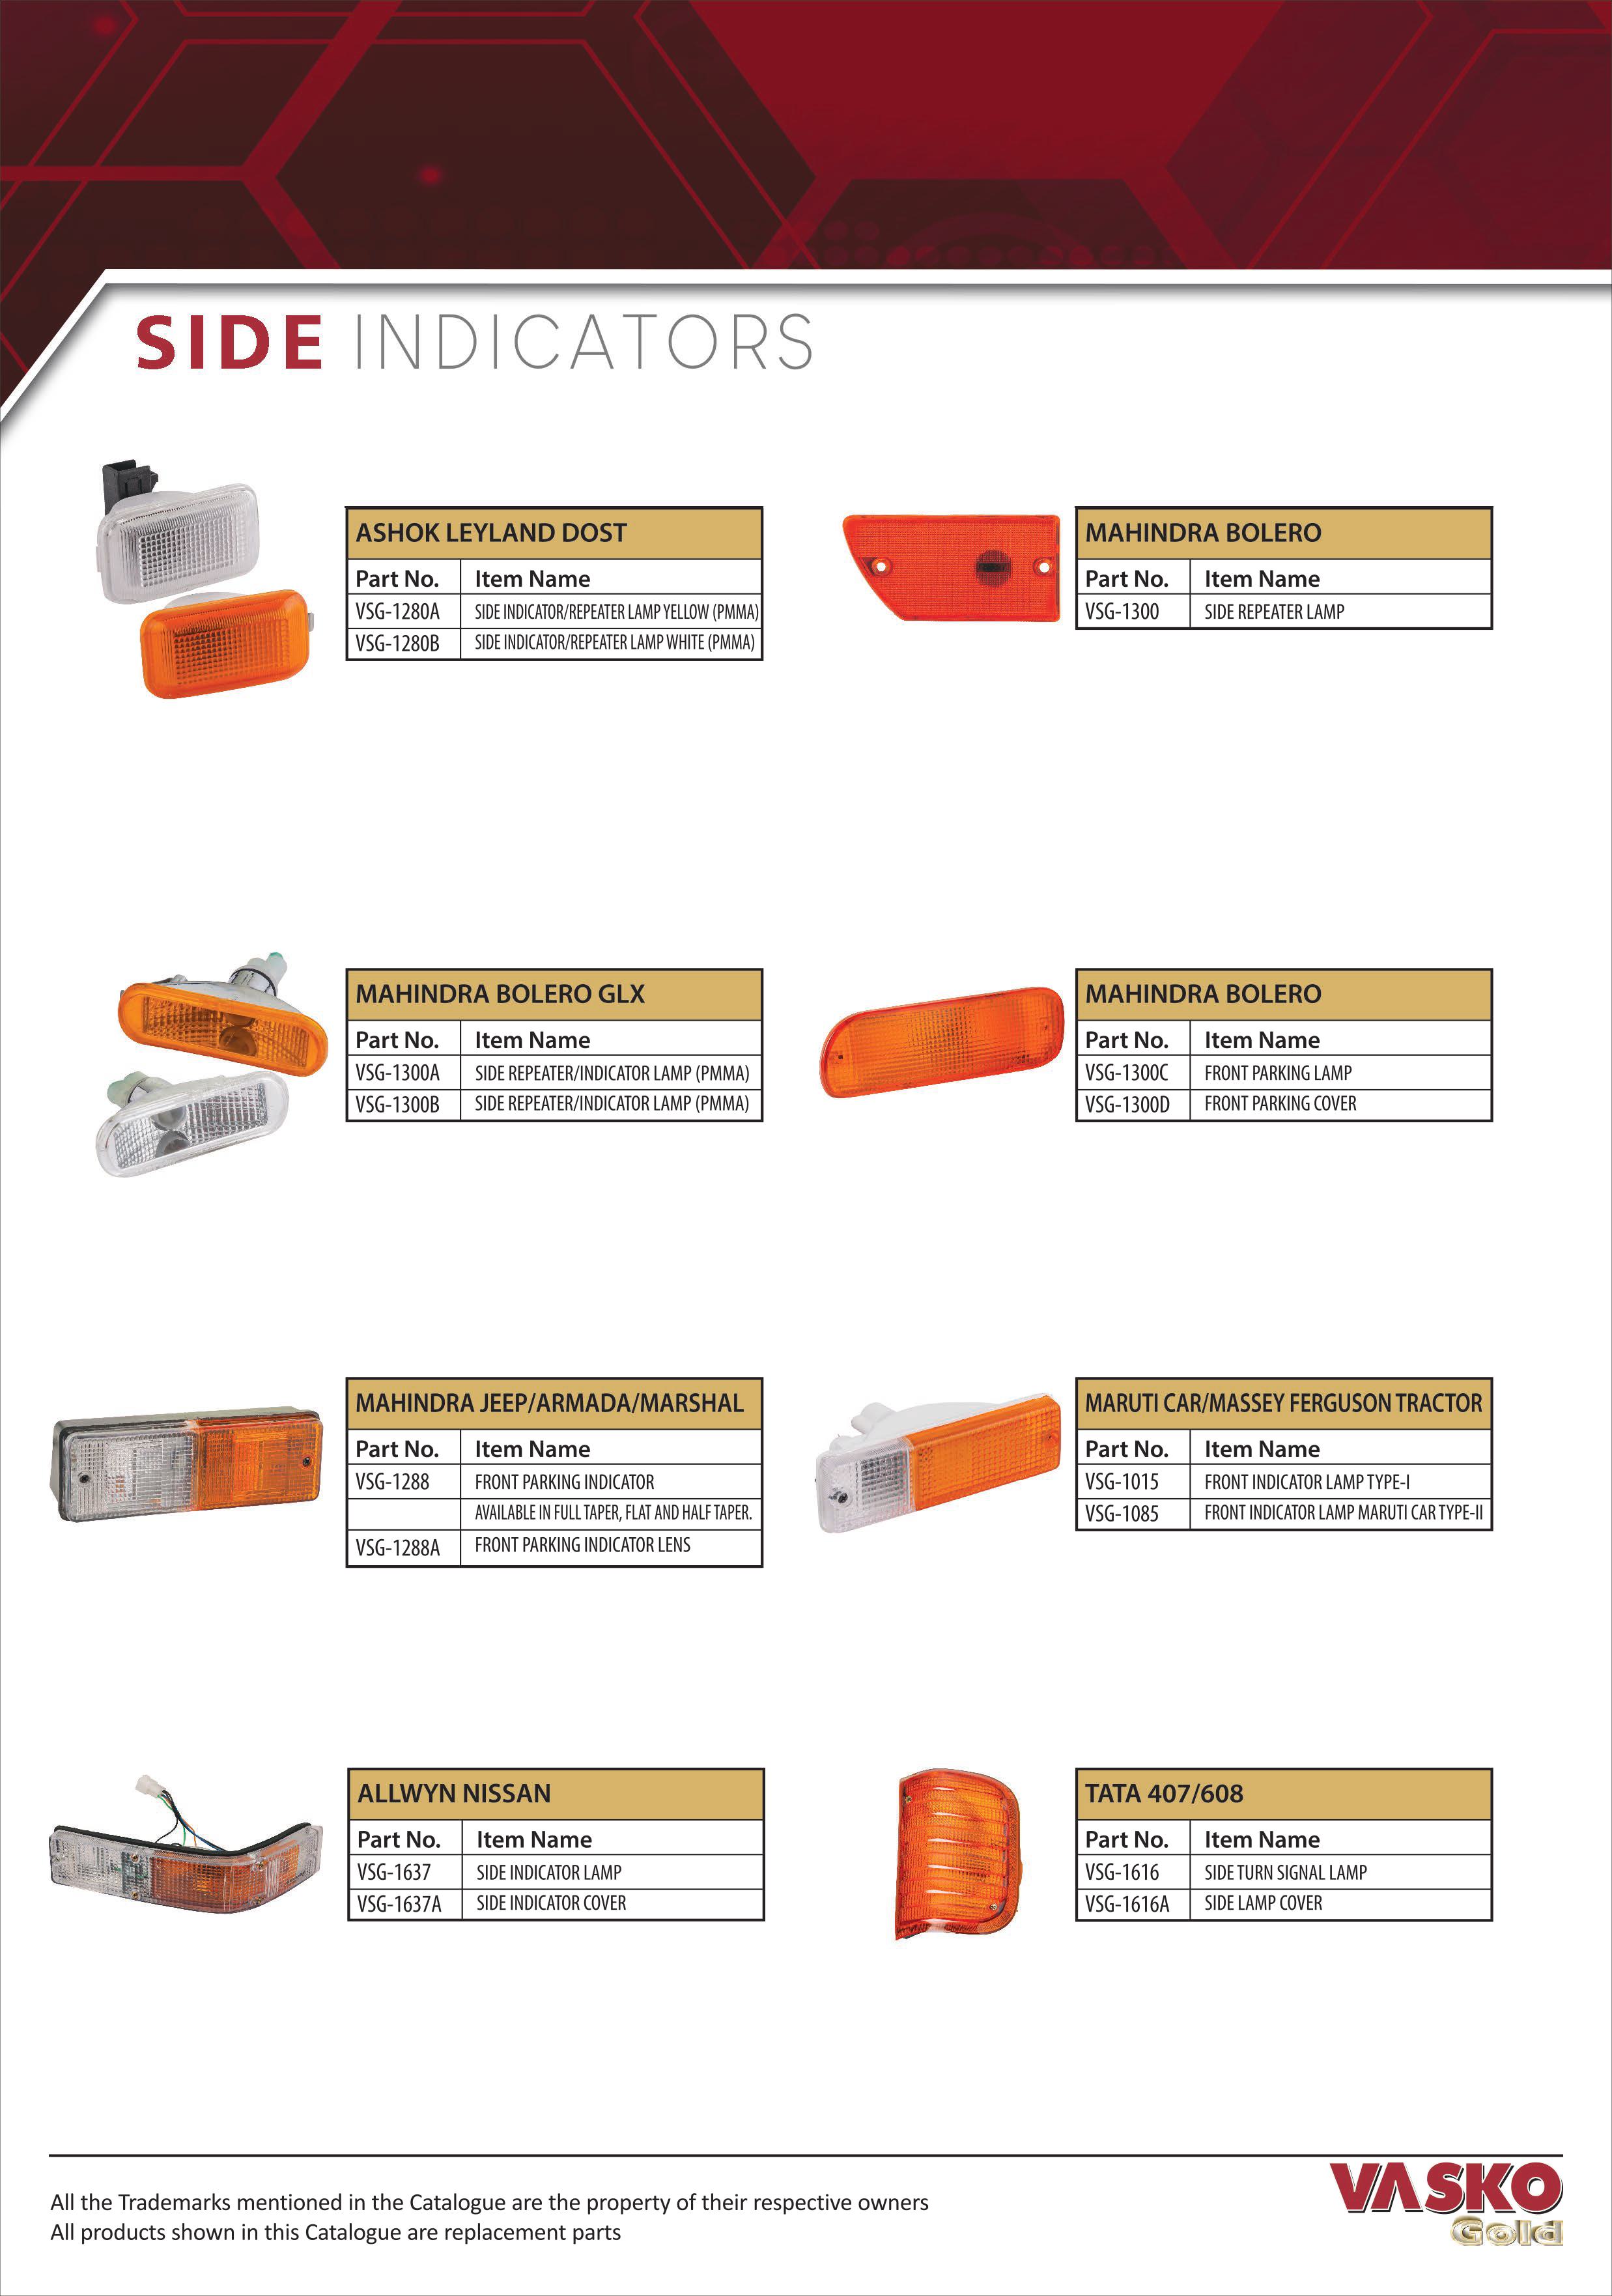 SIDE INDICATORS
ASHOK LEYLAND DOST
Part No. Item Name
VSG-1280A SIDE INDICATOR/REPEATER LAMP YELLOW (PMMA)
VSG-1280B SIDE INDICATOR/REPEATER LAMP WHITE (PMMA)
MAHINDRA BOLERO
Part No. Item Name
VSG-1300 SIDE REPEATER LAMP
MAHINDRA BOLERO GLX
Part No. Item Name
VSG-1300A SIDE REPEATER/INDICATOR LAMP (PMMA)
VSG-1300B SIDE REPEATER/INDICATOR LAMP (PMMA)
MAHINDRA BOLERO
Part No. Item Name
VSG-1300C FRONT PARKING LAMP
VSG-1300D FRONT PARKING COVER
MAHINDRA JEEP/ARMADA/MARSHAL
Part No. Item Name
VSG-1288 FRONT PARKING INDICATOR
AVAILABLE IN FULL TAPER, FLAT AND HALF TAPER.
VSG-1288A FRONT PARKING INDICATOR LENS
MARUTI CAR/MASSEY FERGUSON TRACTOR
Part No. Item Name
VSG-1015 FRONT INDICATOR LAMP TYPE-I
VSG-1085 FRONT INDICATOR LAMP MARUTI CAR TYPE-II
ALLWYN NISSAN
Part No. Item Name
VSG-1637 SIDE INDICATOR LAMP
VSG-1637A SIDE INDICATOR COVER
TATA 407/608
Part No. Item Name
VSG-1616 SIDE TURN SIGNAL LAMP
VSG-1616A SIDE LAMP COVER
All the Trademarks mentioned in the Catalogue are the property of their respective owners
All products shown in this Catalogue are replacement parts
VASKO
Gold